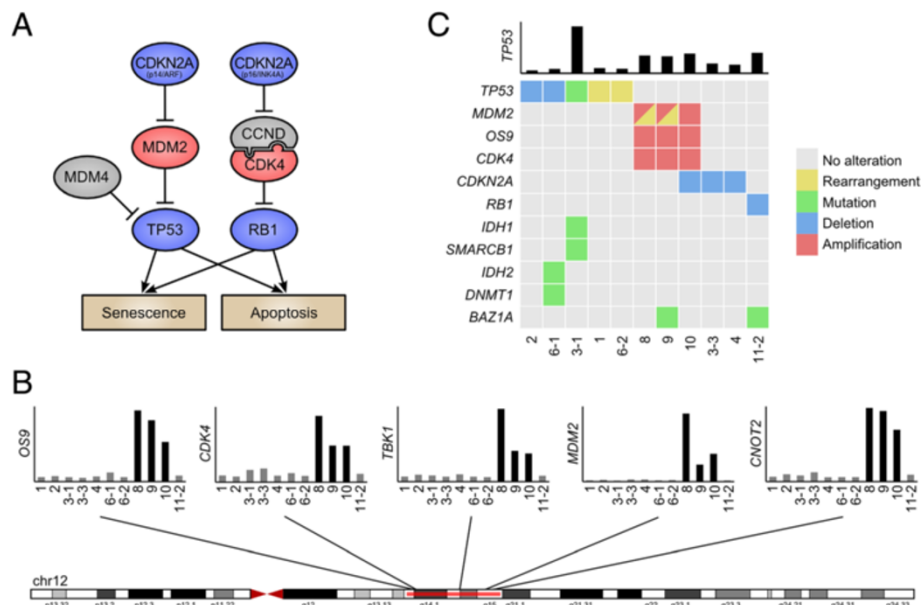 A
CDKN2A
(p14/ARF)
CDKN2A
(p16/INK4A)
MDM2
CCND
CDK4
MDM4
TP53
RB1
Senescence
Apoptosis
C
TP53
TP53
MDM2
OS9
CDK4
CDKN2A
RB1
IDH1
SMARCB1
IDH2
DNMT1
BAZ1A
2 6-1 3-1 1 6-2 8 9 10 3-3 4 11-2
No alteration
Rearrangement
Mutation
Deletion
Amplification
B
OS9
1 2 3-1 3-3 4 6-1 6-2 8 9 10 11-2
CDK4
1 2 3-1 3-3 4 6-1 6-2 8 9 10 11-2
TBK1
1 2 3-1 3-3 4 6-1 6-2 8 9 10 11-2
MDM2
1 2 3-1 3-3 4 6-1 6-2 8 9 10 11-2
CNOT2
1 2 3-1 3-3 4 6-1 6-2 8 9 10 11-2
chr12